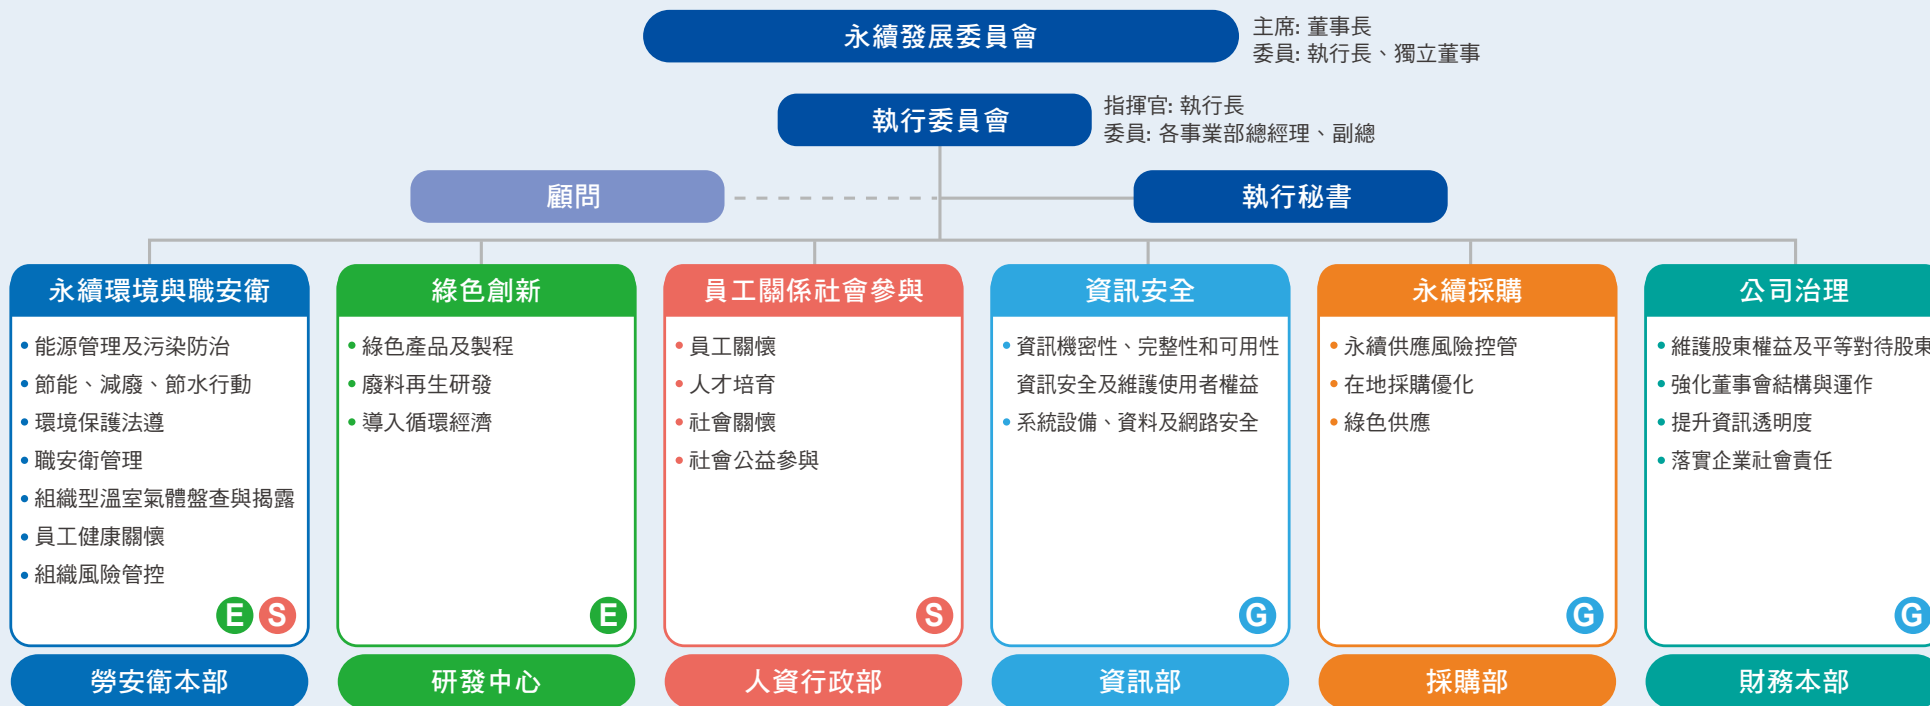 永續發展委員會
主席: 董事長
委員: 執行長、獨立董事
執行委員會
指揮官: 執行長
委員: 各事業部總經理、副總
顧問
執行秘書
永續環境與職安衛
• 能源管理及污染防治
• 節能、減廢、節水行動
• 環境保護法遵
• 職安衛管理
• 組織型溫室氣體盤查與揭露
• 員工健康關懷
• 組織風險管控
E S
勞安衛本部
綠色創新
• 綠色產品及製程
• 廢料再生研發
• 導入循環經濟
E
研發中心
員工關係社會參與
• 員工關懷
• 人才培育
• 社會關懷
• 社會公益參與
S
人資行政部
資訊安全
• 資訊機密性、完整性和可用性
資訊安全及維護使用者權益
• 系統設備、資料及網路安全
G
資訊部
永續採購
• 永續供應風險控管
• 在地採購優化
• 綠色供應
G
採購部
公司治理
• 維護股東權益及平等對待股東
• 強化董事會結構與運作
• 提升資訊透明度
• 落實企業社會責任
G
財務本部